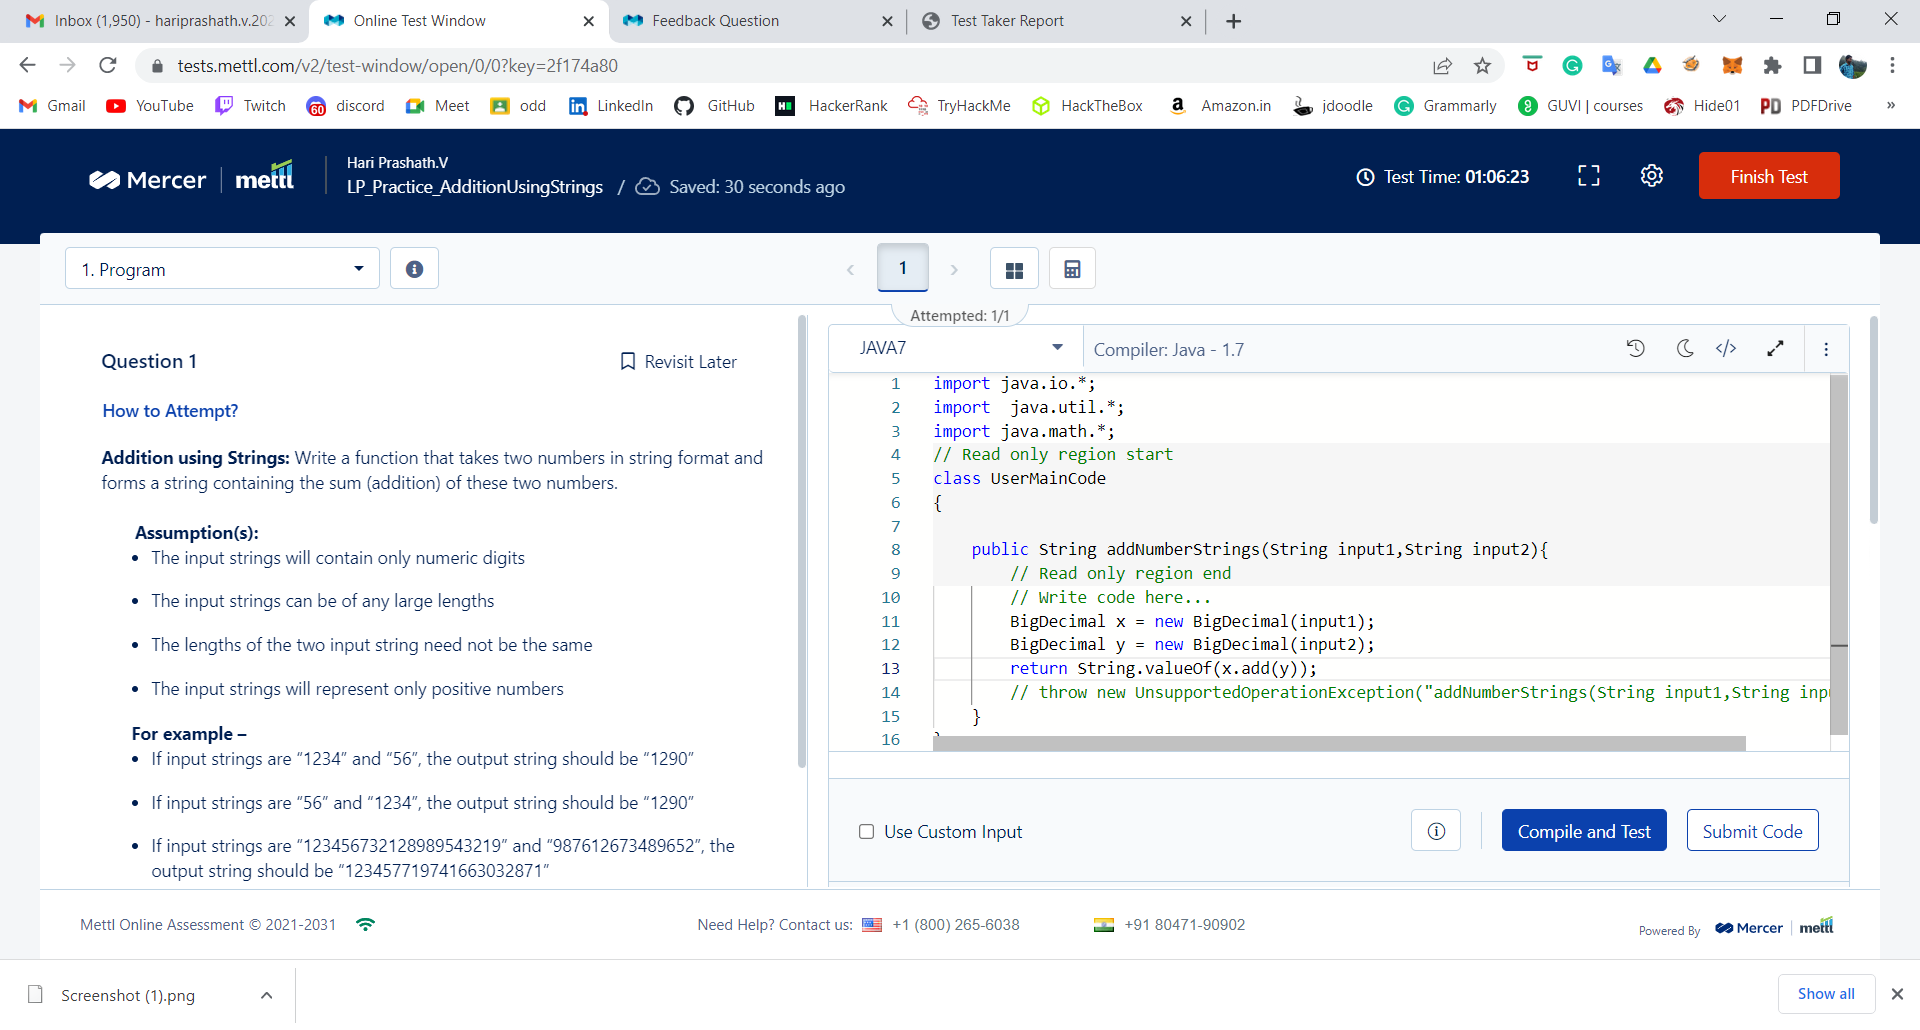 Inbox (1,950) - hariprashath.v.202
Online Test Window
Feedback Question
Test Taker Report
tests.mettl.com/v2/test-window/open/0/0?key=2f174a80
Gmail
YouTube
Twitch
60
discord
Meet
odd
LinkedIn
GitHub
HackerRank
TryHackMe
HackTheBox
Amazon.in
jdoodle
Grammarly
GUVI | courses
Hide01
PDFDrive
»
Mercer
mettl
Hari Prashath.V
LP_Practice_AdditionUsingStrings / Saved: 30 seconds ago
Test Time: 01:06:23
Finish Test
1. Program
1
Attempted: 1/1
Question 1
Revisit Later
How to Attempt?
Addition using Strings: Write a function that takes two numbers in string format and
forms a string containing the sum (addition) of these two numbers.
Assumption(s):
• The input strings will contain only numeric digits
• The input strings can be of any large lengths
• The lengths of the two input string need not be the same
• The input strings will represent only positive numbers
For example –
• If input strings are “1234” and “56”, the output string should be “1290”
• If input strings are “56” and “1234”, the output string should be “1290”
• If input strings are “123456732128989543219” and “987612673489652”, the
output string should be “123457719741663032871”
JAVA7
Compiler: Java - 1.7
1 import java.io.*;
2 import  java.util.*;
3 import java.math.*;
4 // Read only region start
5 class UserMainCode
6 {
7
8     public String addNumberStrings(String input1,String input2){
9         // Read only region end
10         // Write code here...
11         BigDecimal x = new BigDecimal(input1);
12         BigDecimal y = new BigDecimal(input2);
13         return String.valueOf(x.add(y));
14         // throw new UnsupportedOperationException("addNumberStrings(String input1,String inp
15     }
16
Use Custom Input
Compile and Test
Submit Code
Mettl Online Assessment © 2021-2031
Need Help? Contact us:
+1 (800) 265-6038
+91 80471-90902
Powered By
Mercer
mettl
Screenshot (1).png
Show all